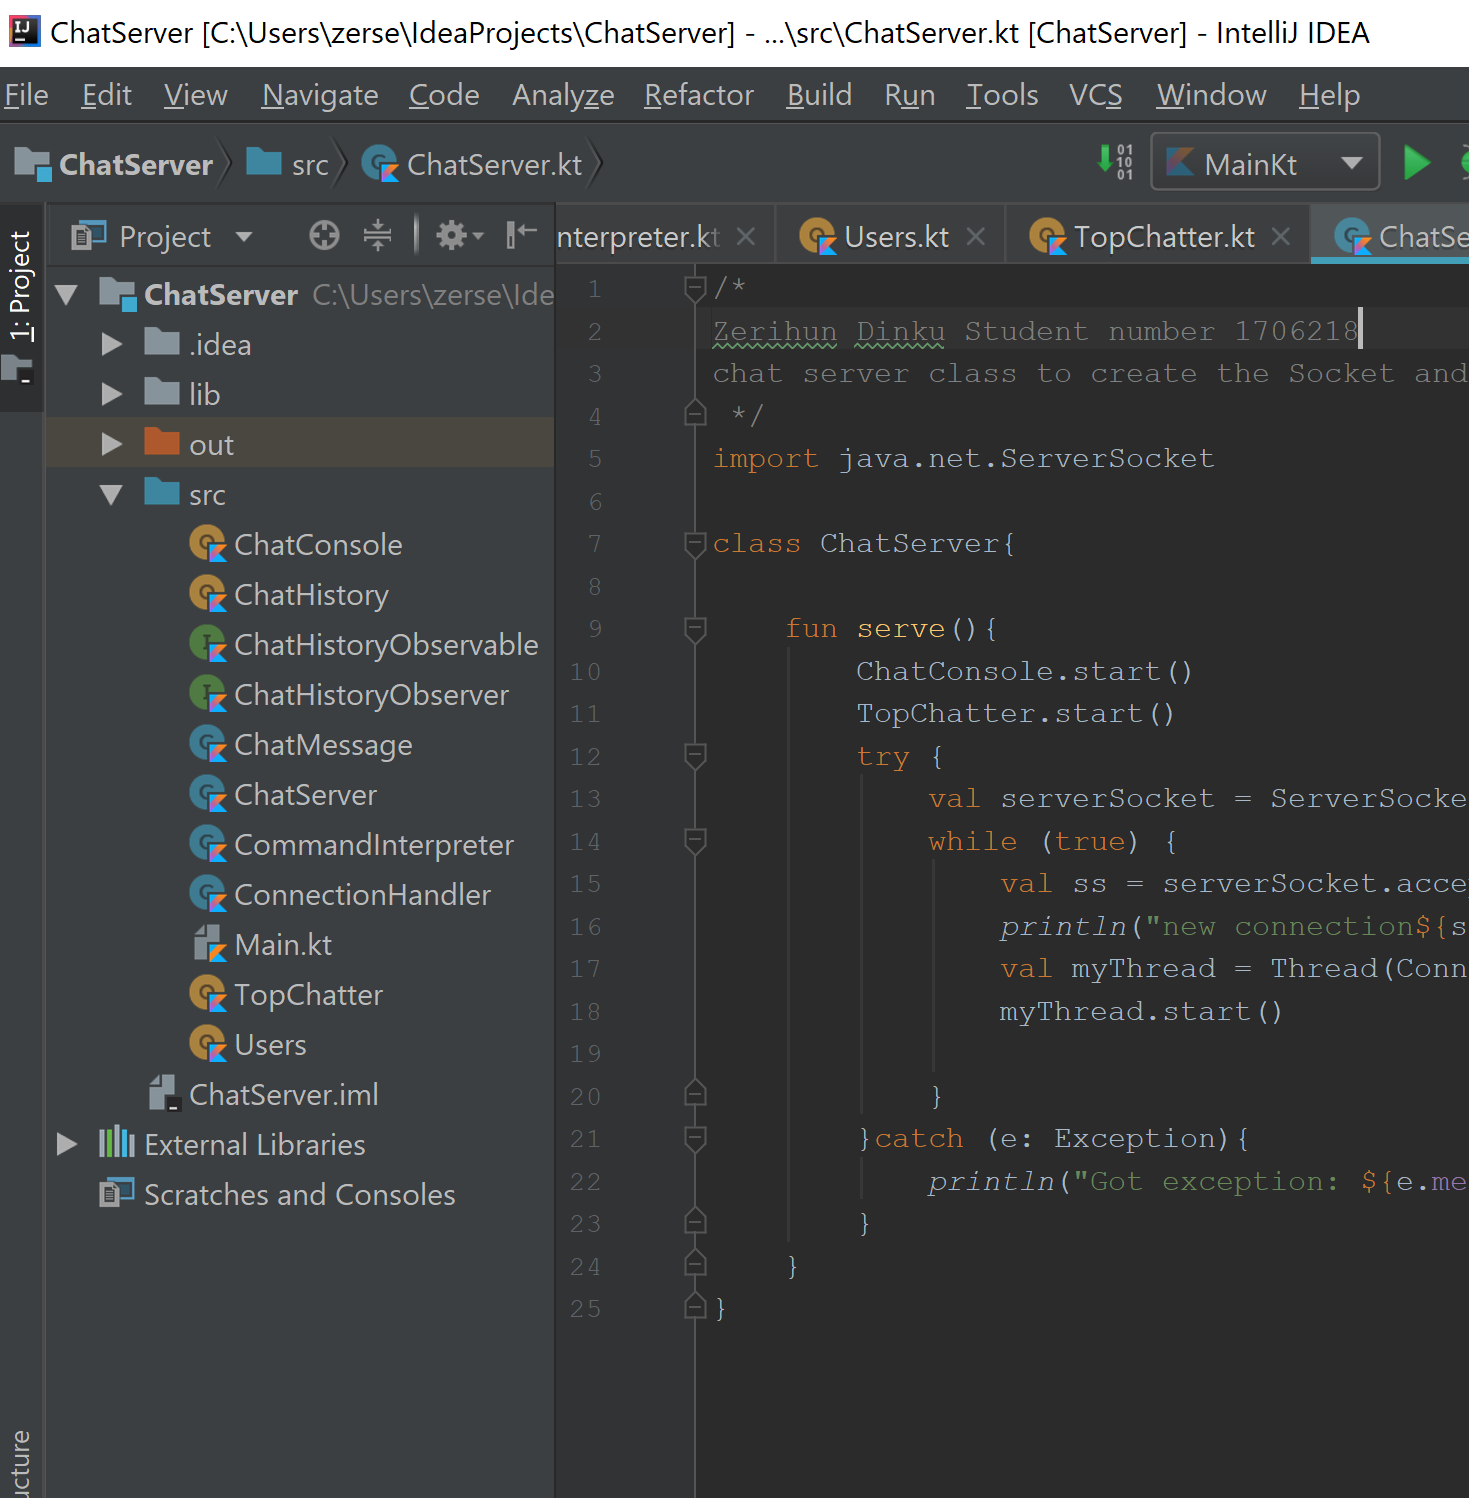 ChatServer [C:\Users\zerse\IdeaProjects\ChatServer] - ...\src\ChatServer.kt [ChatServer] - IntelliJ IDEA
File Edit View Navigate Code Analyze Refactor Build Run Tools VCS Window Help
ChatServer src ChatServer.kt MainKt
1: Project
Project
nterpreter.kt Users.kt TopChatter.kt ChatSe
ChatServer C:\Users\zerse\Ide
.idea
lib
out
src
ChatConsole
ChatHistory
ChatHistoryObservable
ChatHistoryObserver
ChatMessage
ChatServer
CommandInterpreter
ConnectionHandler
Main.kt
TopChatter
Users
ChatServer.iml
External Libraries
Scratches and Consoles
ucture
1 /*
2 Zerihun Dinku Student number 1706218
3 chat server class to create the Socket and
4 */
5 import java.net.ServerSocket
6
7 class ChatServer{
8
9 fun serve(){
10 ChatConsole.start()
11 TopChatter.start()
12 try {
13 val serverSocket = ServerSocke
14 while (true) {
15 val ss = serverSocket.acce
16 println("new connection${s
17 val myThread = Thread(Conn
18 myThread.start()
19
20 }
21 }catch (e: Exception){
22 println("Got exception: ${e.me
23 }
24 }
25 }